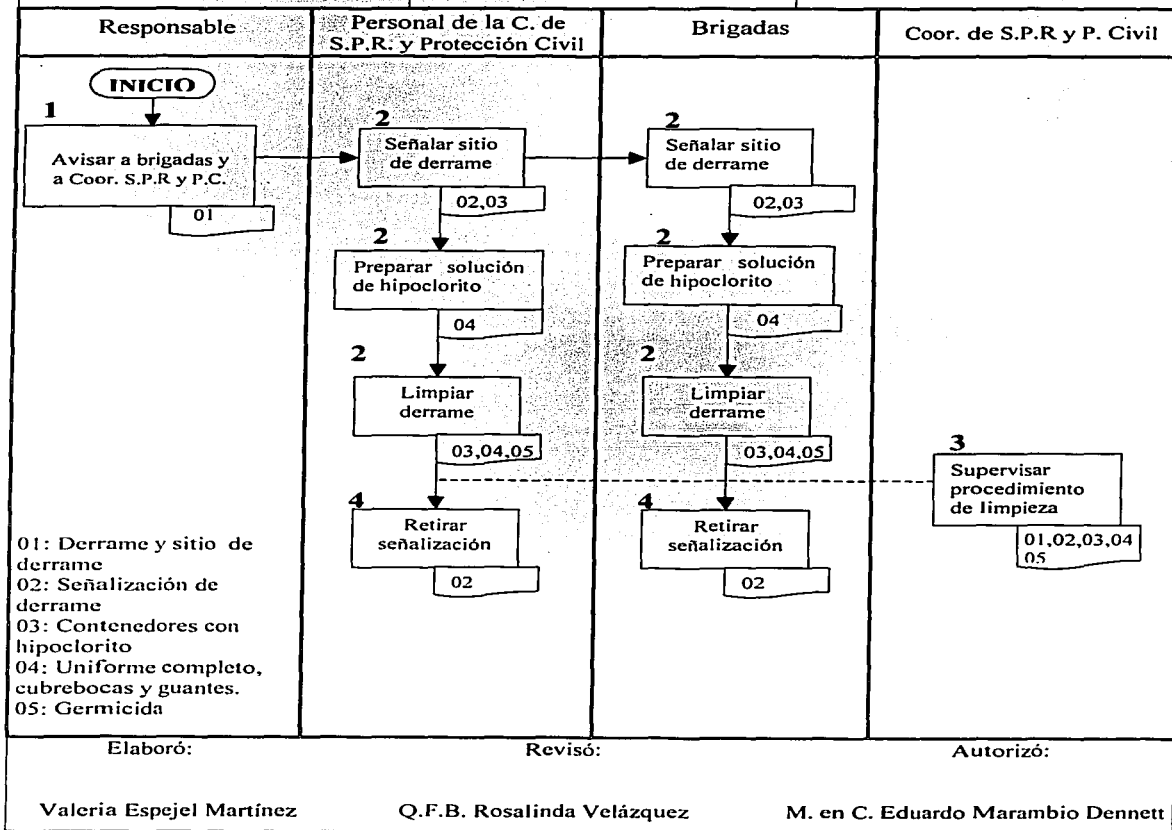 Responsable
Personal de la C. de
S.P.R. y Protección Civil
Brigadas
Coor. de S.P.R y P. Civil
INICIO
1
Avisar a brigadas y
a Coor. S.P.R y P.C.
01
2
Señalar sitio
de derrame
02,03
2
Preparar solución
de hipoclorito
04
2
Limpiar
derrame
03,04,05
4
Retirar
señalización
02
2
Señalar sitio
de derrame
02,03
2
Preparar solución
de hipoclorito
04
2
Limpiar
derrame
03,04,05
4
Retirar
señalización
02
3
Supervisar
procedimiento
de limpieza
01,02,03,04
05
01: Derrame y sitio de
derrame
02: Señalización de
derrame
03: Contenedores con
hipoclorito
04: Uniforme completo,
cubrebocas y guantes.
05: Germicida
Elaboró:
Revisó:
Autorizó:
Valeria Espejel Martínez
Q.F.B. Rosalinda Velázquez
M. en C. Eduardo Marambio Dennett